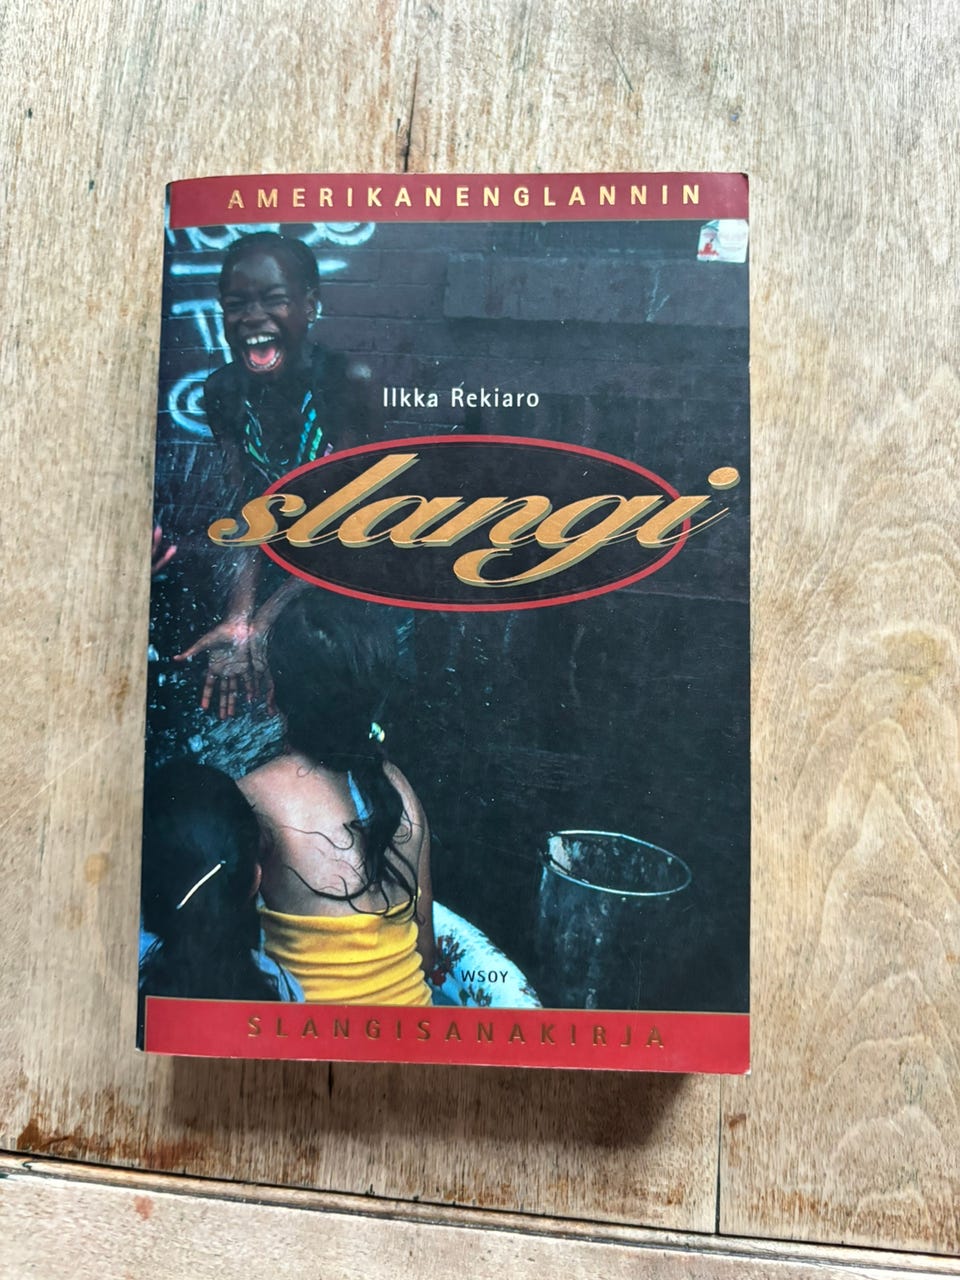 AMERIKANENGLANNIN
Ilkka Rekiaro
slangi
WSOY
SLANGISANAKIRJA